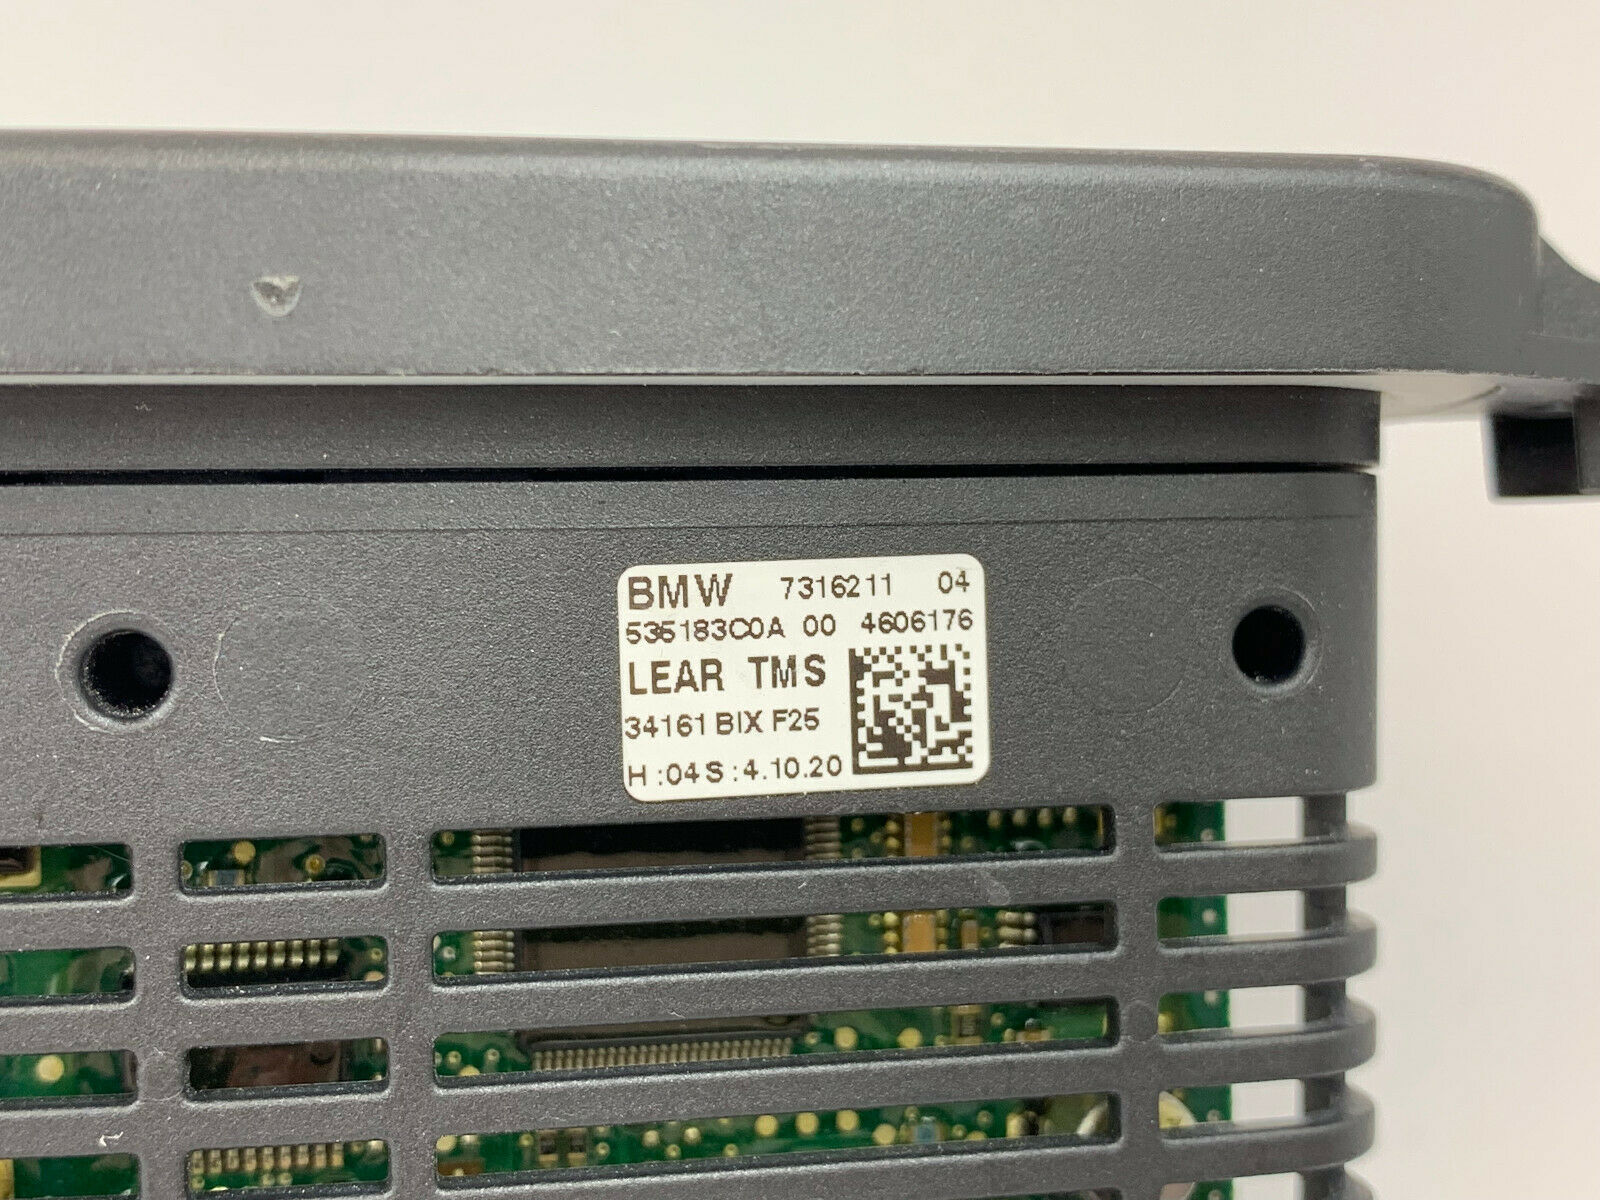 BMW 7316211 04
535183C0A 00 4606176
LEAR TMS
34161 BIX F25
H :04 S :4.10.20